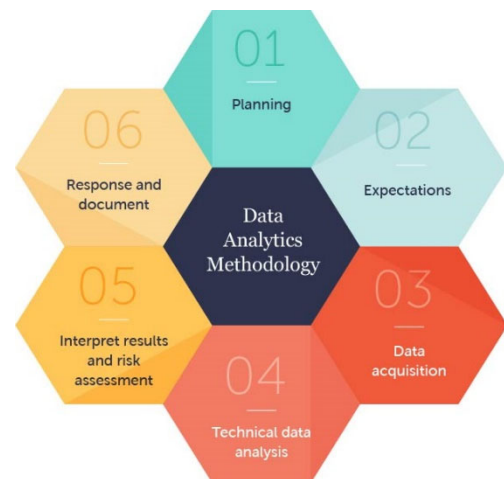 01
Planning
02
Expectations
03
Data
acquisition
04
Technical data
analysis
05
Interpret results
and risk
assessment
06
Response and
document
Data
Analytics
Methodology